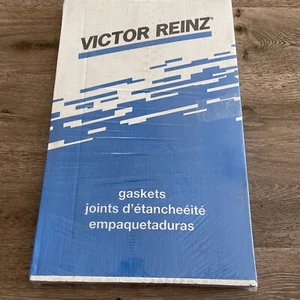 VICTOR REINZ®
gaskets
joints d'étancheéité
empaquetaduras